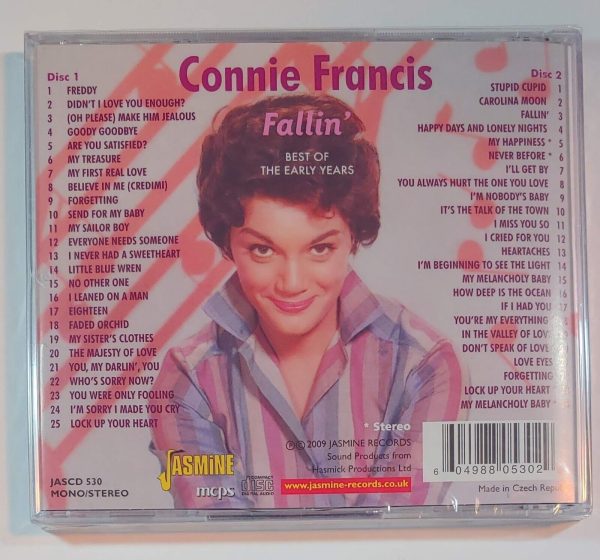 Connie Francis
Fallin'
BEST OF
THE EARLY YEARS
Disc 1
1 FREDDY
2 DIDN'T I LOVE YOU ENOUGH?
3 (OH PLEASE) MAKE HIM JEALOUS
4 GOODY GOODBYE
5 ARE YOU SATISFIED?
6 MY TREASURE
7 MY FIRST REAL LOVE
8 BELIEVE IN ME (CREDIMI)
9 FORGETTING
10 SEND FOR MY BABY
11 MY SAILOR BOY
12 EVERYONE NEEDS SOMEONE
13 I NEVER HAD A SWEETHEART
14 LITTLE BLUE WREN
15 NO OTHER ONE
16 I LEANED ON A MAN
17 EIGHTEEN
18 FADED ORCHID
19 MY SISTER'S CLOTHES
20 THE MAJESTY OF LOVE
21 YOU, MY DARLIN', YOU
22 WHO'S SORRY NOW?
23 YOU WERE ONLY FOOLING
24 I'M SORRY I MADE YOU CRY
25 LOCK UP YOUR HEART
Disc 2
STUPID CUPID 1
CAROLINA MOON 2
FALLIN' 3
HAPPY DAYS AND LONELY NIGHTS 4
MY HAPPINESS * 5
NEVER BEFORE * 6
I'LL GET BY 7
YOU ALWAYS HURT THE ONE YOU LOVE 8
I'M NOBODY'S BABY 9
IT'S THE TALK OF THE TOWN 10
I MISS YOU SO 11
I CRIED FOR YOU 12
HEARTACHES 13
I'M BEGINNING TO SEE THE LIGHT 14
MY MELANCHOLY BABY 15
HOW DEEP IS THE OCEAN 16
IF I HAD YOU 17
YOU'RE MY EVERYTHING
IN THE VALLEY OF
DON'T SPEAK OF LOVE
LOVE EYES
FORGETTING
LOCK UP YOUR HEART
MY MELANCHOLY BABY *
* Stereo
℗ © 2009 JASMINE RECORDS
Sound Products from
Hasmick Productions Ltd
www.jasmine-records.co.uk
JASMiNE
mcps
COMPACT
disc
DIGITAL AUDIO
JASCD 530
MONO/STEREO
6 04988 05302
Made in Czech